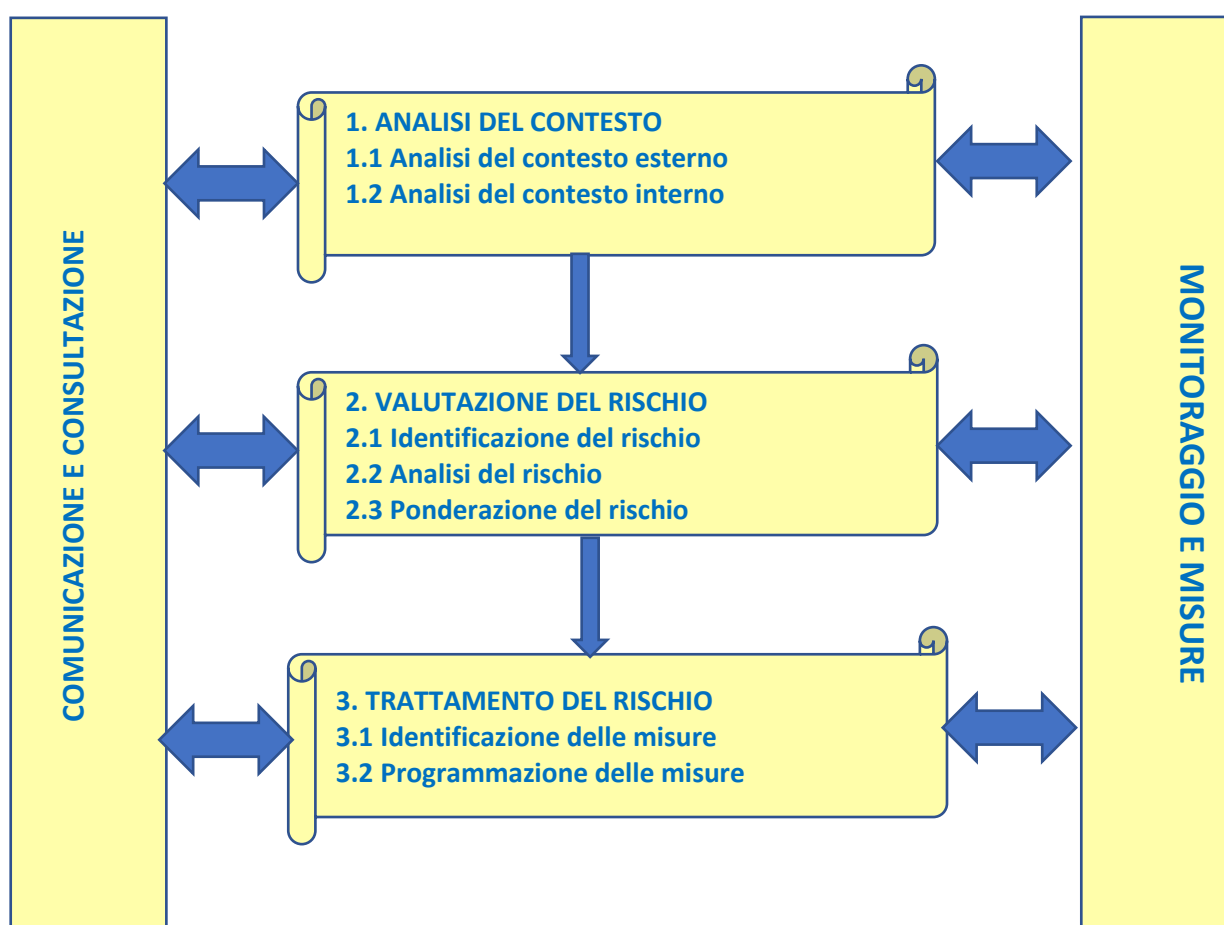 COMUNICAZIONE E CONSULTAZIONE
1. ANALISI DEL CONTESTO
1.1 Analisi del contesto esterno
1.2 Analisi del contesto interno
2. VALUTAZIONE DEL RISCHIO
2.1 Identificazione del rischio
2.2 Analisi del rischio
2.3 Ponderazione del rischio
3. TRATTAMENTO DEL RISCHIO
3.1 Identificazione delle misure
3.2 Programmazione delle misure
MONITORAGGIO E MISURE